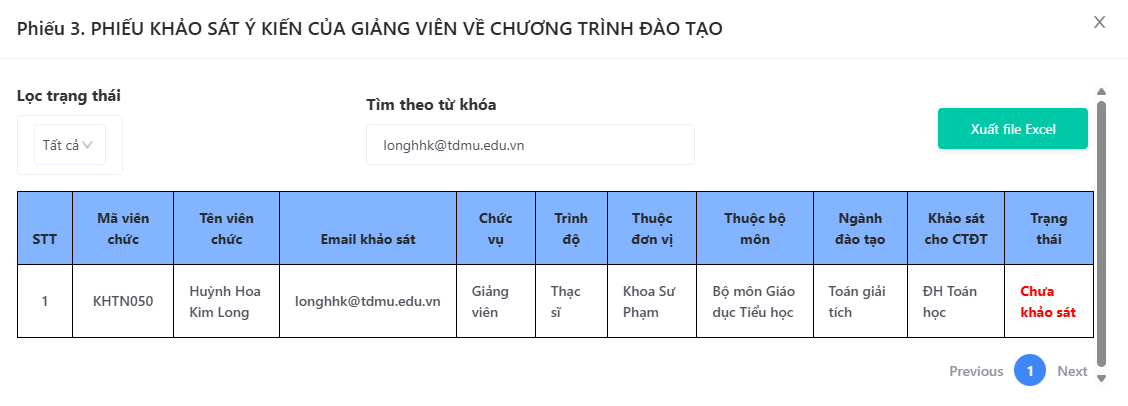 Phiếu 3. PHIẾU KHẢO SÁT Ý KIẾN CỦA GIẢNG VIÊN VỀ CHƯƠNG TRÌNH ĐÀO TẠO
Lọc trạng thái
Tất cả
Tìm theo từ khóa
longhhk@tdmu.edu.vn
Xuất file Excel
STT
Mã viên
chức
Tên viên
chức
Email khảo sát
Chức
vụ
Trình
độ
Thuộc
đơn vị
Thuộc bộ
môn
Ngành
đào tạo
Khảo sát
cho CTĐT
Trạng
thái
1
KHTN050
Huỳnh Hoa
Kim Long
longhhk@tdmu.edu.vn
Giảng
viên
Thạc
sĩ
Khoa Sư
Phạm
Bộ môn Giáo
dục Tiểu học
Toán giải
tích
ĐH Toán
học
Chưa
khảo sát
Previous 1 Next